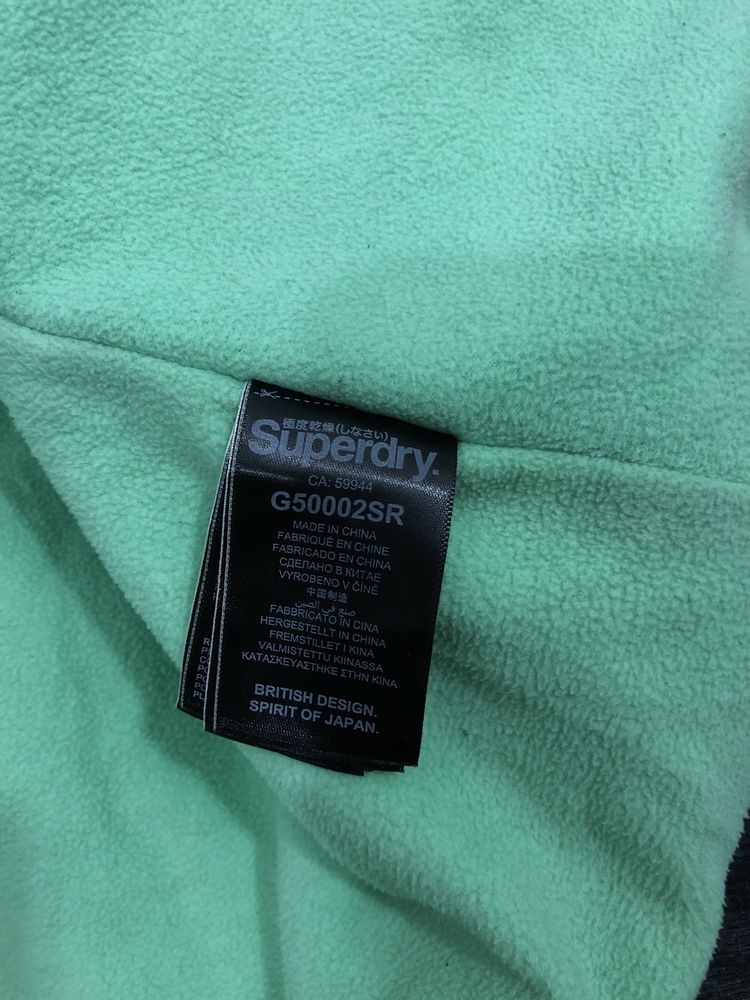 極度乾燥(しなさい)
Superdry.
CA: 59944
G50002SR
MADE IN CHINA
FABRIQUÉ EN CHINE
FABRICADO EN CHINA
СДЕЛАНО В КИТАЕ
VYROBENO V ČÍNĚ
中国制造
صنع في الصين
FABBRICATO IN CINA
HERGESTELLT IN CHINA
FREMSTILLET I KINA
VALMISTETTU KIINASSA
ΚΑΤΑΣΚΕΥΑΣΤΗΚΕ ΣΤΗΝ ΚΙΝΑ
BRITISH DESIGN.
SPIRIT OF JAPAN.